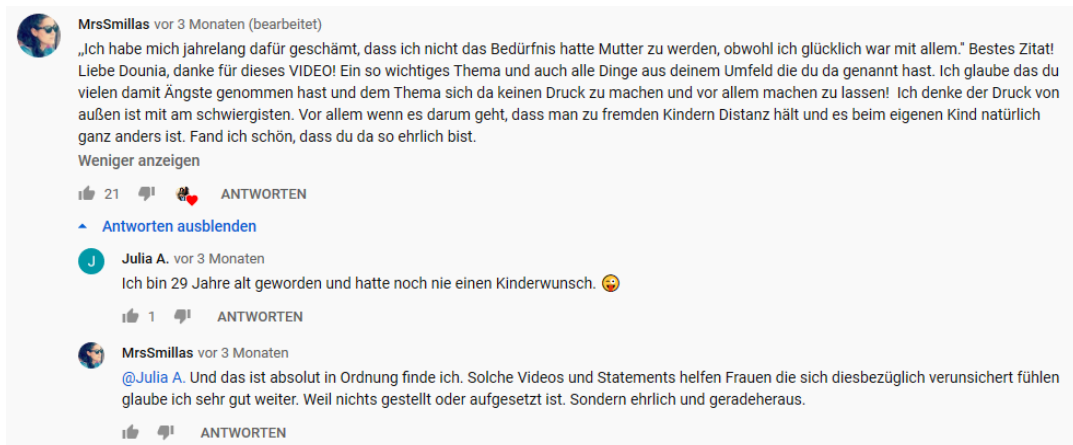 MrsSmillas vor 3 Monaten (bearbeitet)
„Ich habe mich jahrelang dafür geschämt, dass ich nicht das Bedürfnis hatte Mutter zu werden, obwohl ich glücklich war mit allem." Bestes Zitat!
Liebe Dounia, danke für dieses VIDEO! Ein so wichtiges Thema und auch alle Dinge aus deinem Umfeld die du da genannt hast. Ich glaube das du
vielen damit Ängste genommen hast und dem Thema sich da keinen Druck zu machen und vor allem machen zu lassen! Ich denke der Druck von
außen ist mit am schwiergisten. Vor allem wenn es darum geht, dass man zu fremden Kindern Distanz hält und es beim eigenen Kind natürlich
ganz anders ist. Fand ich schön, dass du da so ehrlich bist.
Weniger anzeigen
21 ANTWORTEN
Antworten ausblenden
J
Julia A. vor 3 Monaten
Ich bin 29 Jahre alt geworden und hatte noch nie einen Kinderwunsch. 😜
1 ANTWORTEN
MrsSmillas vor 3 Monaten
@Julia A. Und das ist absolut in Ordnung finde ich. Solche Videos und Statements helfen Frauen die sich diesbezüglich verunsichert fühlen
glaube ich sehr gut weiter. Weil nichts gestellt oder aufgesetzt ist. Sondern ehrlich und geradeheraus.
ANTWORTEN